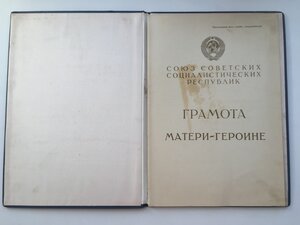 СОЮЗ СОВЕТСКИХ
СОЦИАЛИСТИЧЕСКИХ
РЕСПУБЛИК
ГРАМОТА
МАТЕРИ-ГЕРОИНЕ